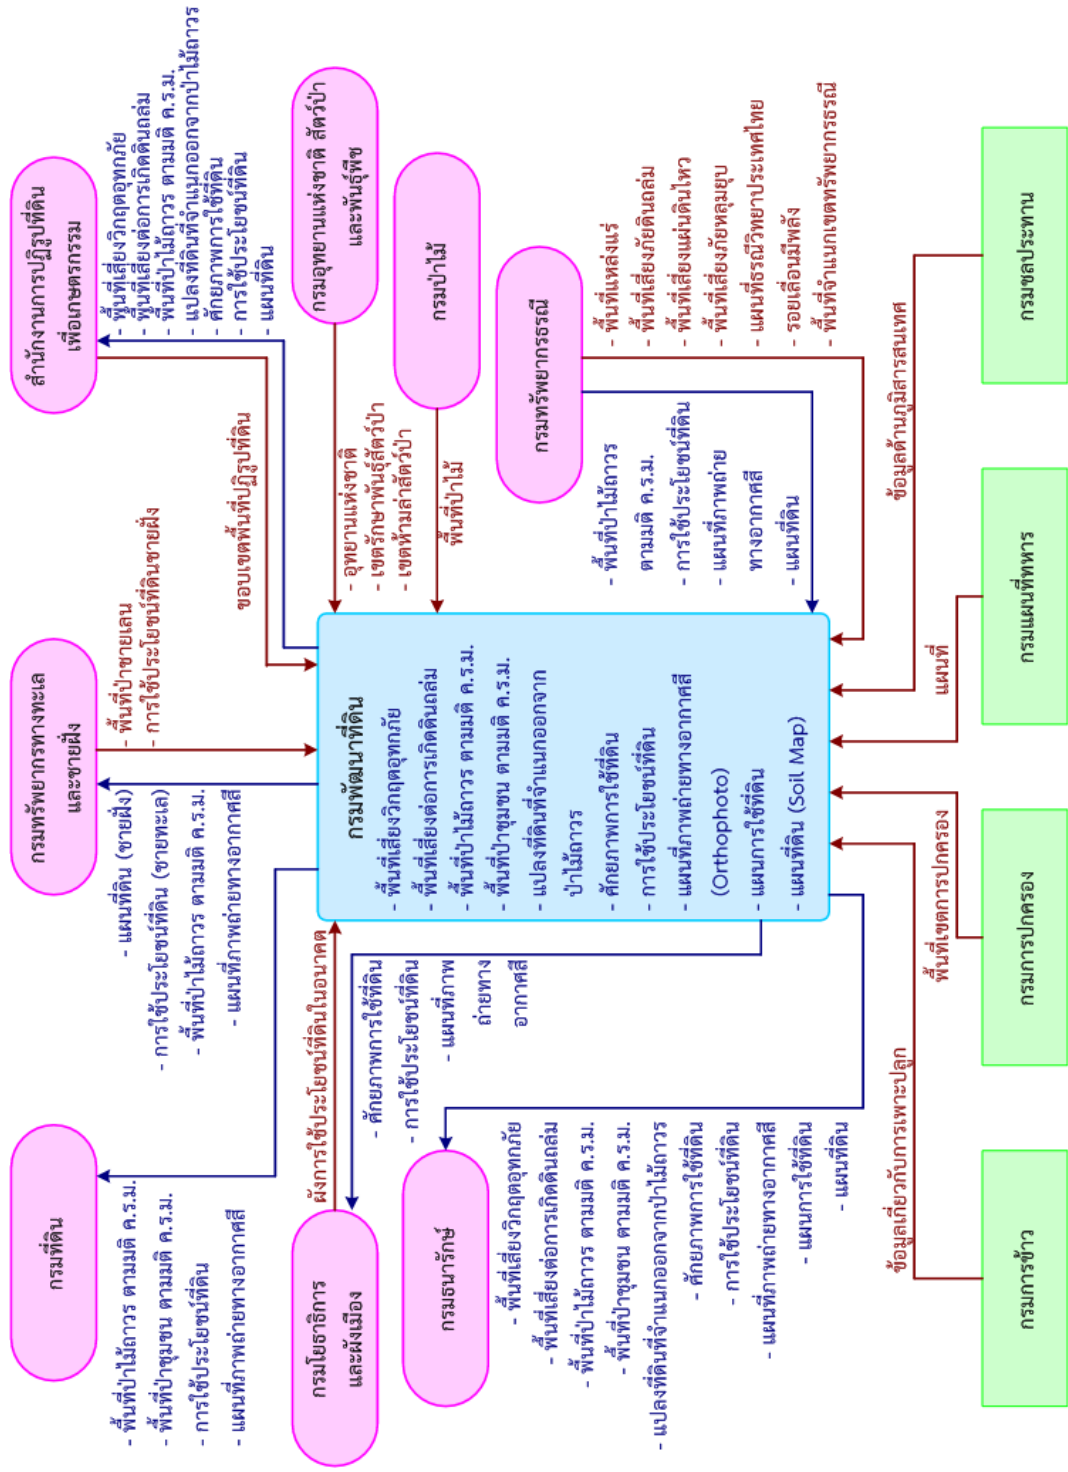 กรมที่ดิน
- พื้นที่ป่าไม้ถาวร ตามมติ ค.ร.ม.
- พื้นที่ป่าชุมชน ตามมติ ค.ร.ม.
- การใช้ประโยชน์ที่ดิน
- แผนที่ภาพถ่ายทางอากาศสี
กรมทรัพยากรทางทะเล
และชายฝั่ง
- แผนที่ดิน (ชายฝั่ง)
- การใช้ประโยชน์ที่ดิน (ชายทะเล)
- พื้นที่ป่าไม้ถาวร ตามมติ ค.ร.ม.
- แผนที่ภาพถ่ายทางอากาศสี
- พื้นที่ป่าชายเลน
- การใช้ประโยชน์ที่ดินชายฝั่ง
สำนักงานการปฏิรูปที่ดิน
เพื่อเกษตรกรรม
ขอบเขตพื้นที่ปฏิรูปที่ดิน
- พื้นที่เสี่ยงวิกฤตอุทกภัย
- พื้นที่เสี่ยงต่อการเกิดดินถล่ม
- พื้นที่ป่าไม้ถาวร ตามมติ ค.ร.ม.
- แปลงที่ดินที่จำแนกออกจากป่าไม้ถาวร
- ศักยภาพการใช้ที่ดิน
- การใช้ประโยชน์ที่ดิน
- แผนที่ดิน
กรมโยธาธิการ
และผังเมือง
ผังการใช้ประโยชน์ที่ดินในอนาคต
- ศักยภาพการใช้ที่ดิน
- การใช้ประโยชน์ที่ดิน
- แผนที่ภาพ
ถ่ายทาง
อากาศสี
กรมพัฒนาที่ดิน
- พื้นที่เสี่ยงวิกฤตอุทกภัย
- พื้นที่เสี่ยงต่อการเกิดดินถล่ม
- พื้นที่ป่าไม้ถาวร ตามมติ ค.ร.ม.
- พื้นที่ป่าชุมชน ตามมติ ค.ร.ม.
- แปลงที่ดินที่จำแนกออกจาก
ป่าไม้ถาวร
- ศักยภาพการใช้ที่ดิน
- การใช้ประโยชน์ที่ดิน
- แผนที่ภาพถ่ายทางอากาศสี
(Orthophoto)
- แผนการใช้ที่ดิน
- แผนที่ดิน (Soil Map)
กรมอุทยานแห่งชาติ สัตว์ป่า
และพันธุ์พืช
- อุทยานแห่งชาติ
- เขตรักษาพันธุ์สัตว์ป่า
- เขตห้ามล่าสัตว์ป่า
กรมป่าไม้
พื้นที่ป่าไม้
กรมธนารักษ์
- พื้นที่เสี่ยงวิกฤตอุทกภัย
- พื้นที่เสี่ยงต่อการเกิดดินถล่ม
- พื้นที่ป่าไม้ถาวร ตามมติ ค.ร.ม.
- พื้นที่ป่าชุมชน ตามมติ ค.ร.ม.
- แปลงที่ดินที่จำแนกออกจากป่าไม้ถาวร
- ศักยภาพการใช้ที่ดิน
- การใช้ประโยชน์ที่ดิน
- แผนที่ภาพถ่ายทางอากาศสี
- แผนการใช้ที่ดิน
- แผนที่ดิน
กรมทรัพยากรธรณี
- พื้นที่ป่าไม้ถาวร
ตามมติ ค.ร.ม.
- การใช้ประโยชน์ที่ดิน
- แผนที่ภาพถ่าย
ทางอากาศสี
- แผนที่ดิน
- พื้นที่แหล่งแร่
- พื้นที่เสี่ยงภัยดินถล่ม
- พื้นที่เสี่ยงแผ่นดินไหว
- พื้นที่เสี่ยงภัยหลุมยุบ
- แผนที่ธรณีวิทยาประเทศไทย
- รอยเลื่อนมีพลัง
- พื้นที่จำแนกเขตทรัพยากรธรณี
ข้อมูลเกี่ยวกับการเพาะปลูก
พื้นที่เขตการปกครอง
แผนที่
ข้อมูลด้านภูมิสารสนเทศ
กรมการข้าว
กรมการปกครอง
กรมแผนที่ทหาร
กรมชลประทาน